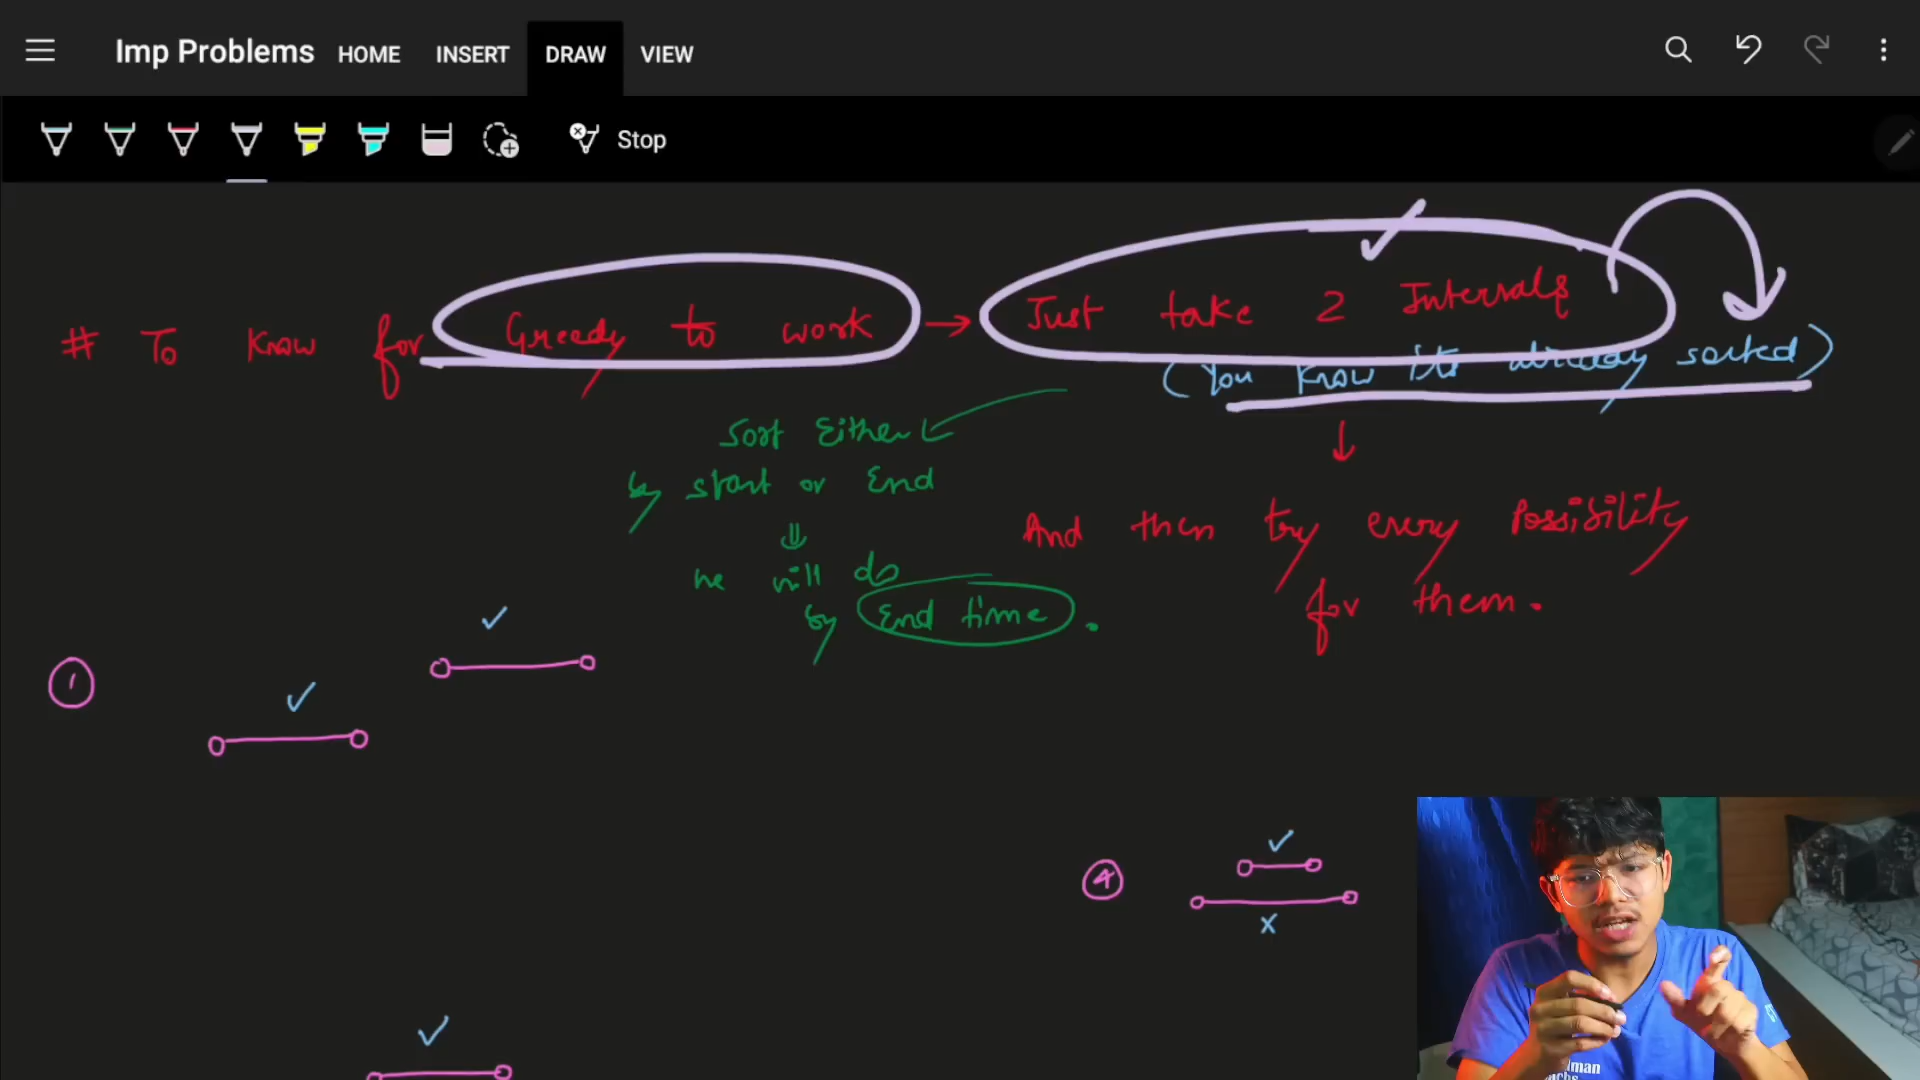 Imp Problems HOME INSERT DRAW VIEW
Stop
# To Know for Greedy to work → Just take 2 Intervals
(You know its already sorted)
Sort Either
by start or End
we will do
by End time.
And then try every Possibility
for them.
1
4
x